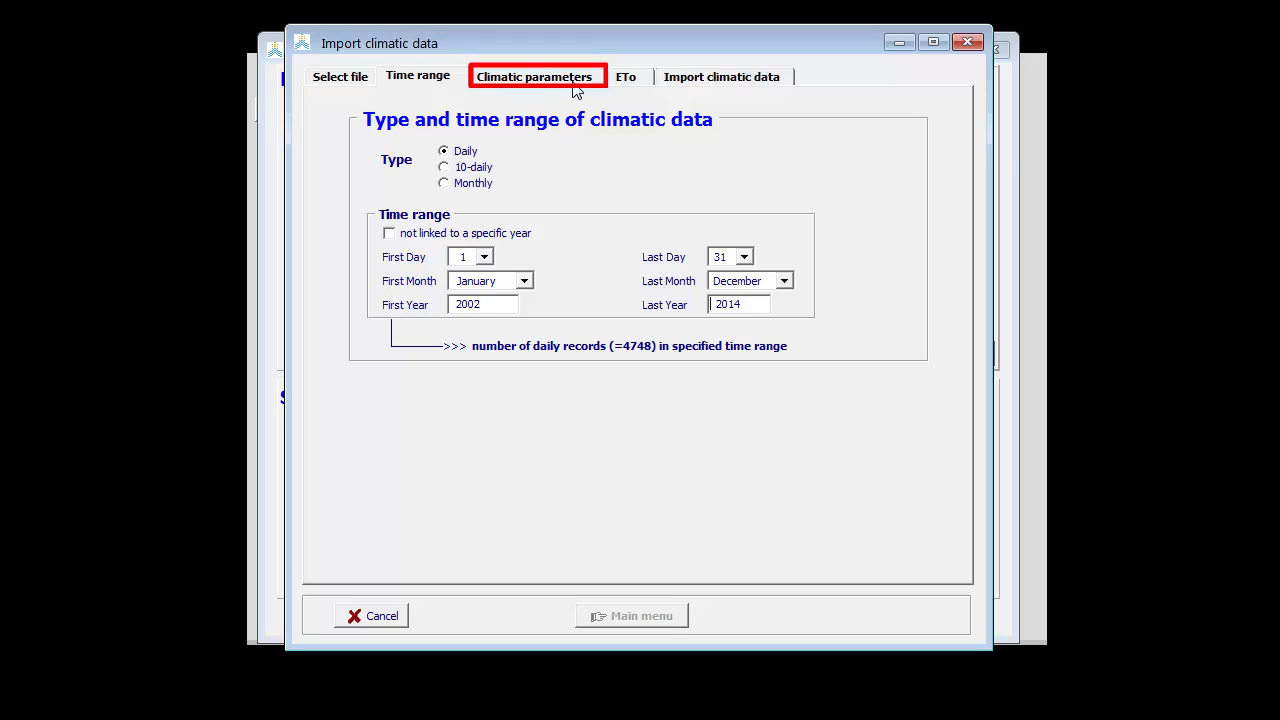 Import climatic data
Select file
Time range
Climatic parameters
ETo
Import climatic data
Type and time range of climatic data
Type
Daily
10-daily
Monthly
Time range
not linked to a specific year
First Day 1 Last Day 31
First Month January Last Month December
First Year 2002 Last Year 2014
>>> number of daily records (=4748) in specified time range
Cancel
Main menu